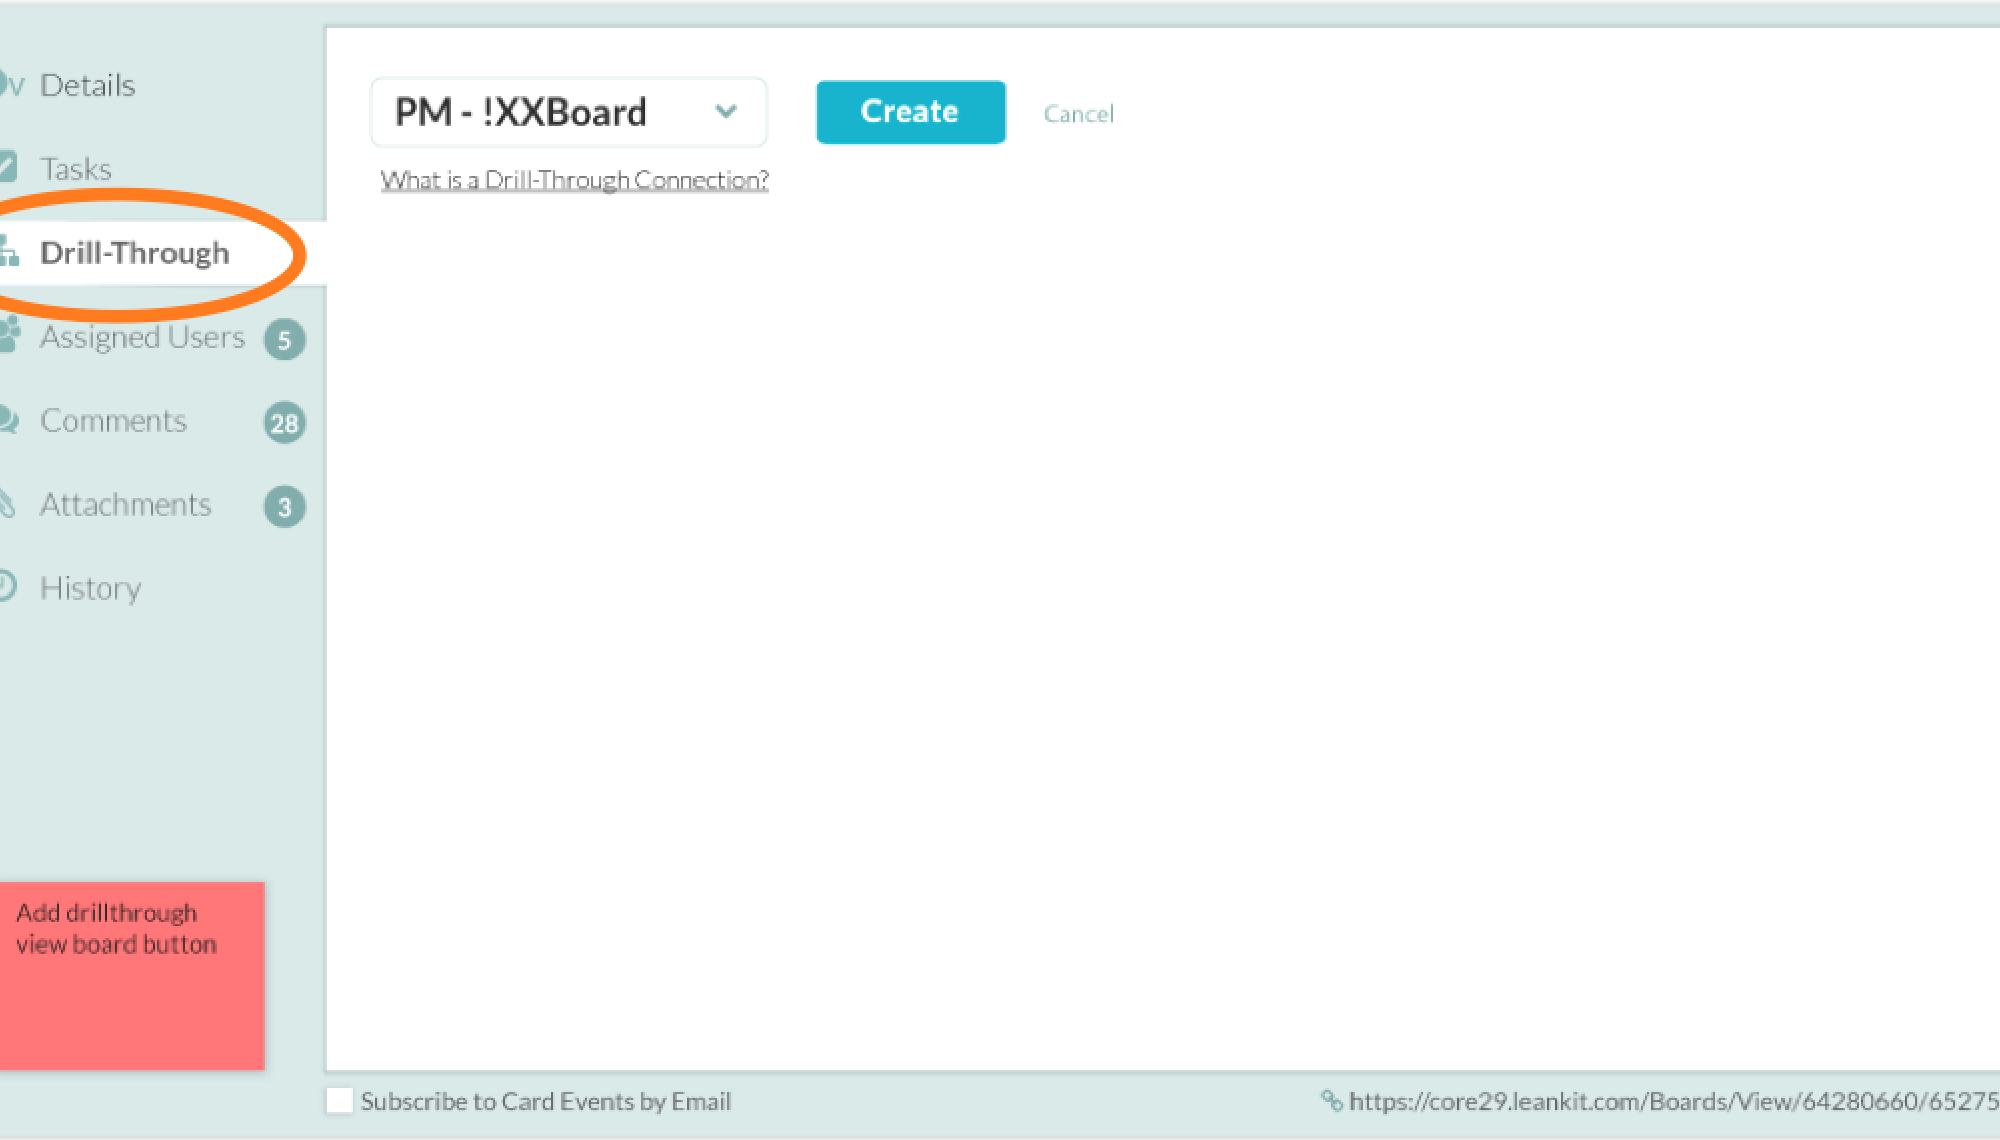 Details
Tasks
Drill-Through
Assigned Users 5
Comments 28
Attachments 3
History
PM - !XXBoard
Create
Cancel
What is a Drill-Through Connection?
Add drillthrough
view board button
Subscribe to Card Events by Email
https://core29.leankit.com/Boards/View/64280660/65275